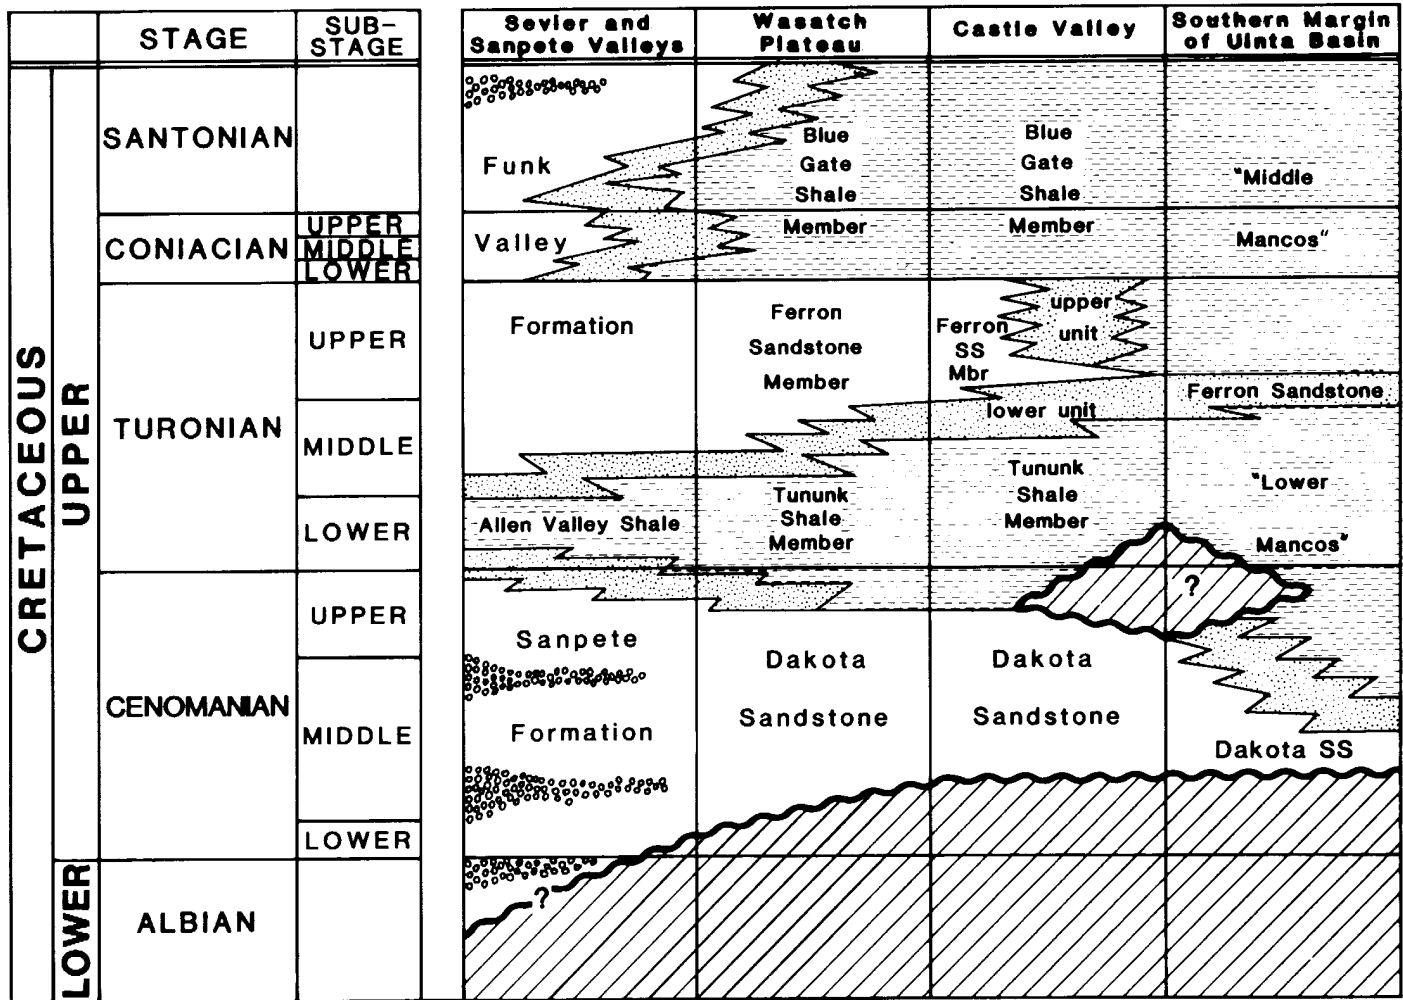 STAGE
SUB-
STAGE
Sevier and
Sanpete Valleys
Wasatch
Plateau
Castle Valley
Southern Margin
of Uinta Basin
CRETACEOUS
UPPER
LOWER
SANTONIAN
CONIACIAN
UPPER
MIDDLE
LOWER
TURONIAN
UPPER
MIDDLE
LOWER
CENOMANIAN
UPPER
MIDDLE
LOWER
ALBIAN
Funk
Valley
Formation
Allen Valley Shale
Sanpete
Formation
?
Blue
Gate
Shale
Member
Ferron
Sandstone
Member
Tununk
Shale
Member
Dakota
Sandstone
Blue
Gate
Shale
Member
upper
unit
Ferron
SS
Mbr
lower unit
Tununk
Shale
Member
Dakota
Sandstone
"Middle
Mancos"
Ferron Sandstone
"Lower
Mancos"
?
Dakota SS